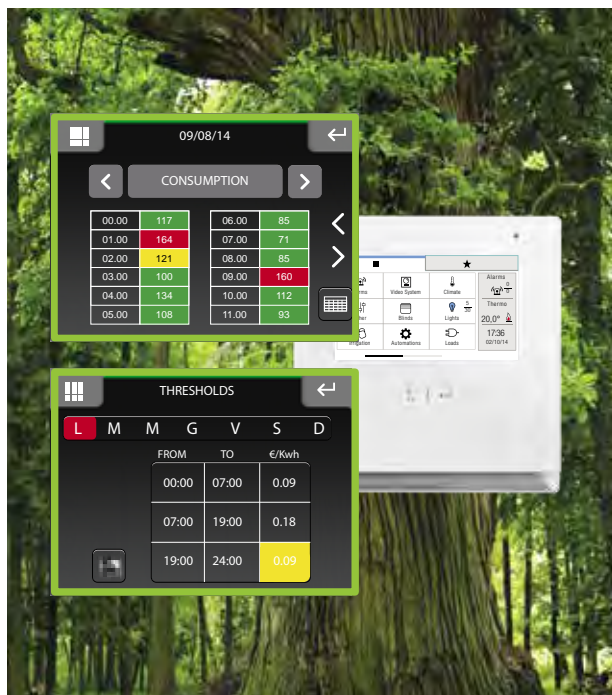 09/08/14
CONSUMPTION
00.00 117 06.00 85
01.00 164 07.00 71
02.00 121 08.00 85
03.00 100 09.00 160
04.00 134 10.00 112
05.00 108 11.00 93
THRESHOLDS
L M M G V S D
FROM TO €/Kwh
00:00 07:00 0.09
07:00 19:00 0.18
19:00 24:00 0.09
Alarms
0
0
Video System Climate
Thermo
5
30
Blinds Lights
20,0°
17:36
Automations Loads
02/10/14